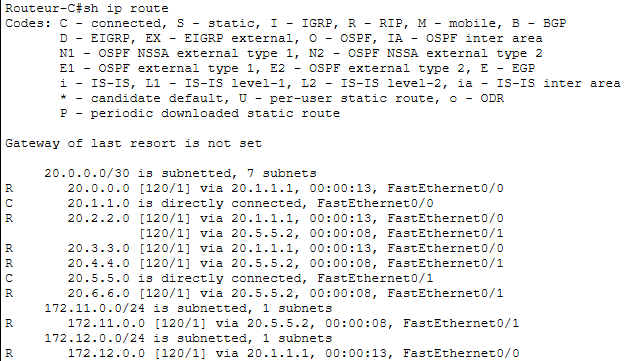 Routeur-C#sh ip route
Codes: C - connected, S - static, I - IGRP, R - RIP, M - mobile, B - BGP
       D - EIGRP, EX - EIGRP external, O - OSPF, IA - OSPF inter area
       N1 - OSPF NSSA external type 1, N2 - OSPF NSSA external type 2
       E1 - OSPF external type 1, E2 - OSPF external type 2, E - EGP
       i - IS-IS, L1 - IS-IS level-1, L2 - IS-IS level-2, ia - IS-IS inter area
       * - candidate default, U - per-user static route, o - ODR
       P - periodic downloaded static route

Gateway of last resort is not set

     20.0.0.0/30 is subnetted, 7 subnets
R       20.0.0.0 [120/1] via 20.1.1.1, 00:00:13, FastEthernet0/0
C       20.1.1.0 is directly connected, FastEthernet0/0
R       20.2.2.0 [120/1] via 20.1.1.1, 00:00:13, FastEthernet0/0
                 [120/1] via 20.5.5.2, 00:00:08, FastEthernet0/1
R       20.3.3.0 [120/1] via 20.1.1.1, 00:00:13, FastEthernet0/0
R       20.4.4.0 [120/1] via 20.5.5.2, 00:00:08, FastEthernet0/1
C       20.5.5.0 is directly connected, FastEthernet0/1
R       20.6.6.0 [120/1] via 20.5.5.2, 00:00:08, FastEthernet0/1
     172.11.0.0/24 is subnetted, 1 subnets
R       172.11.0.0 [120/1] via 20.5.5.2, 00:00:08, FastEthernet0/1
     172.12.0.0/24 is subnetted, 1 subnets
R       172.12.0.0 [120/1] via 20.1.1.1, 00:00:13, FastEthernet0/0